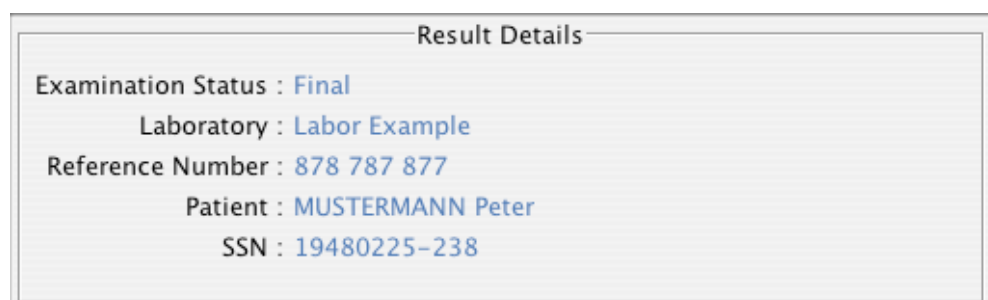 Result Details
Examination Status : Final
Laboratory : Labor Example
Reference Number : 878 787 877
Patient : MUSTERMANN Peter
SSN : 19480225-238